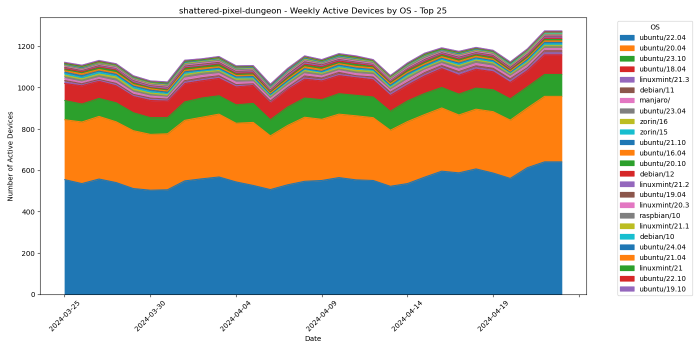 shattered-pixel-dungeon - Weekly Active Devices by OS - Top 25
Number of Active Devices
1200
1000
800
600
400
200
0
2024-03-25
2024-03-30
2024-04-04
2024-04-09
2024-04-14
2024-04-19
Date
OS
ubuntu/22.04
ubuntu/20.04
ubuntu/23.10
ubuntu/18.04
linuxmint/21.3
debian/11
manjaro/
ubuntu/23.04
zorin/16
zorin/15
ubuntu/21.10
ubuntu/16.04
ubuntu/20.10
debian/12
linuxmint/21.2
ubuntu/19.04
linuxmint/20.3
raspbian/10
linuxmint/21.1
debian/10
ubuntu/24.04
ubuntu/21.04
linuxmint/21
ubuntu/22.10
ubuntu/19.10